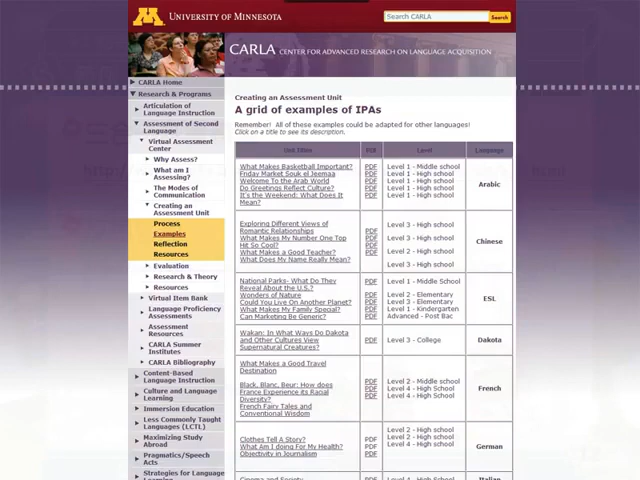 UNIVERSITY OF MINNESOTA
Search CARLA
Search
CARLA CENTER FOR ADVANCED RESEARCH ON LANGUAGE ACQUISITION
CARLA Home
Research & Programs
Articulation of
Language Instruction
Assessment of Second
Language
Virtual Assessment
Center
Why Assess?
What am I
Assessing?
The Modes of
Communication
Creating an
Assessment Unit
Process
Examples
Reflection
Resources
Evaluation
Research & Theory
Resources
Virtual Item Bank
Language Proficiency
Assessments
Assessment
Resources
CARLA Summer
Institutes
CARLA Bibliography
Content-Based
Language Instruction
Culture and Language
Learning
Immersion Education
Less Commonly Taught
Languages (LCTL)
Maximizing Study
Abroad
Pragmatics/Speech
Acts
Strategies for Language
Learning
Creating an Assessment Unit
A grid of examples of IPAs
Remember! All of these examples could be adapted for other languages!
Click on a title to see its description.
Unit Titles PDF Level Language
What Makes Basketball Important? PDF Level 1 - Middle school
Friday Market Souk el Jeemaa PDF Level 1 - High school
Welcome To the Arab World PDF Level 1 - High school
Do Greetings Reflect Culture? PDF Level 1 - High school
It's the Weekend: What Does It PDF Level 1 - High school
Mean?
Arabic
Exploring Different Views of
Romantic Relationships PDF Level 3 - High school
What Makes My Number One Top PDF Level 3 - High school
Hit So Cool?
What Makes a Good Teacher? PDF Level 2 - High school
What Does My Name Really Mean? PDF Level 3 - High school
Chinese
National Parks- What Do They PDF Level 1 - Middle School
Reveal About the U.S.?
Wonders of Nature PDF Level 2 - Elementary
Could You Live On Another Planet? PDF Level 3 - Elementary
What Makes My Family Special? PDF Level 1 - Kindergarten
Can Marketing Be Generic? PDF Advanced - Post Bac
ESL
Wakan: In What Ways Do Dakota
and Other Cultures View PDF Level 3 - College
Supernatural Creatures?
Dakota
What Makes a Good Travel
Destination
Black, Blanc, Beur: How does PDF Level 2 - Middle school
France Experience its Racial PDF Level 4 - High school
Diversity? PDF Level 4 - High school
French Fairy Tales and
Conventional Wisdom
French
Level 2 - High school
Clothes Tell A Story? PDF Level 2 - High school
What Am I doing For My Health? PDF Level 4 - High school
Objectivity in Journalism PDF
German
Cinema and Society PDF Level 4 - High School Italian